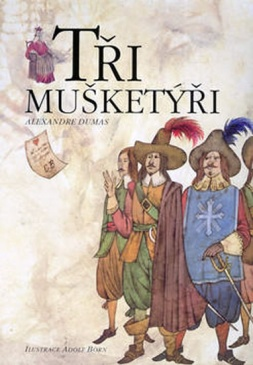 TŘI
MUŠKETÝŘI
ALEXANDRE DUMAS
ILUSTRACE ADOLF BORN